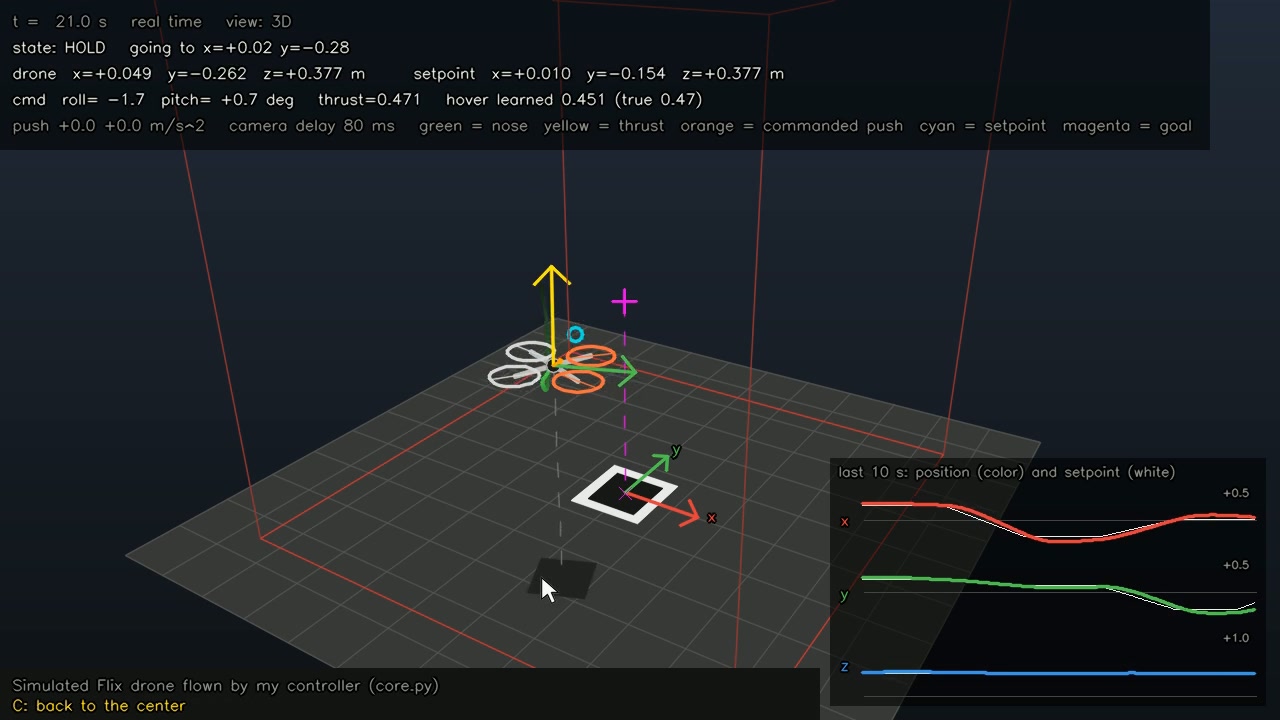 t =  21.0 s   real time   view: 3D
state: HOLD   going to x=+0.02 y=−0.28
drone   x=+0.049   y=−0.262   z=+0.377 m      setpoint   x=+0.010   y=−0.154   z=+0.377 m
cmd   roll= −1.7   pitch= +0.7 deg   thrust=0.471   hover learned 0.451 (true 0.47)
push +0.0 +0.0 m/s^2   camera delay 80 ms   green = nose   yellow = thrust   orange = commanded push   cyan = setpoint   magenta = goal
y
x
last 10 s: position (color) and setpoint (white)
+0.5
x
+0.5
y
+1.0
z
Simulated Flix drone flown by my controller (core.py)
C: back to the center